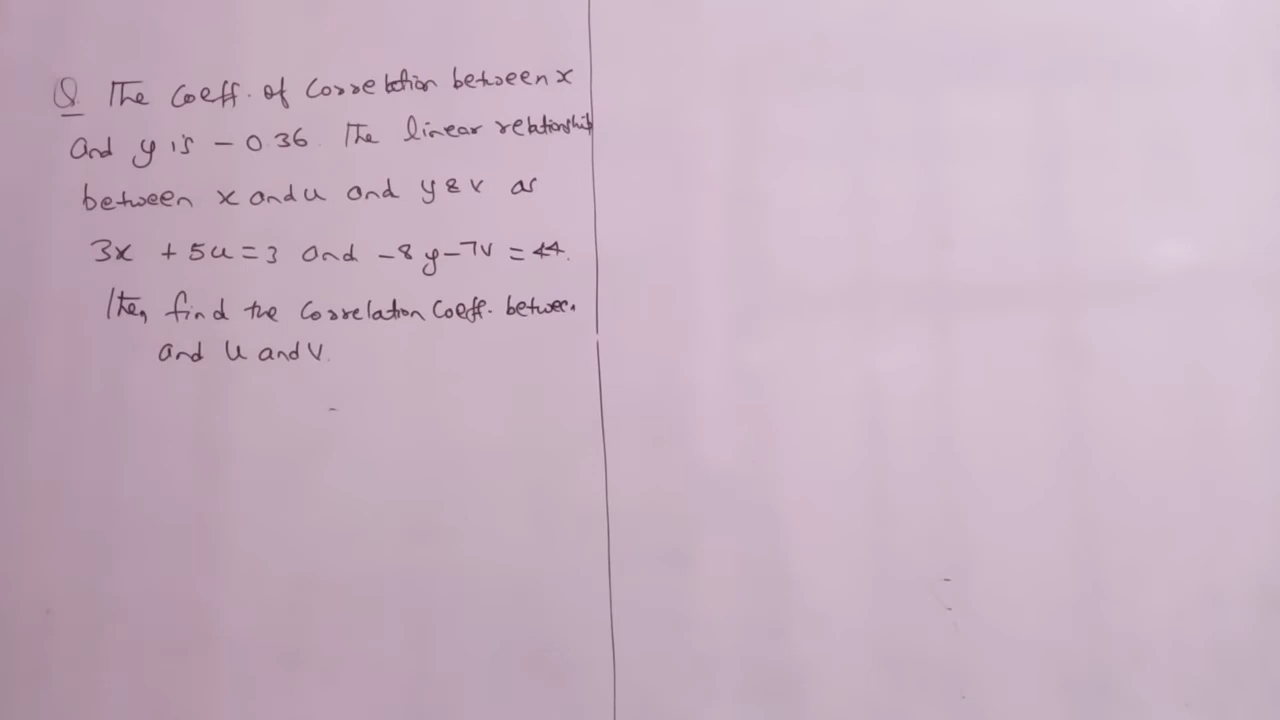 Q. The coeff. of correlation between x
and y is - 0.36. The linear relationship
between x and u and y & v as
3x + 5u = 3 and -8y - 7v = 44.
Then find the correlation coeff. between
and u and v.